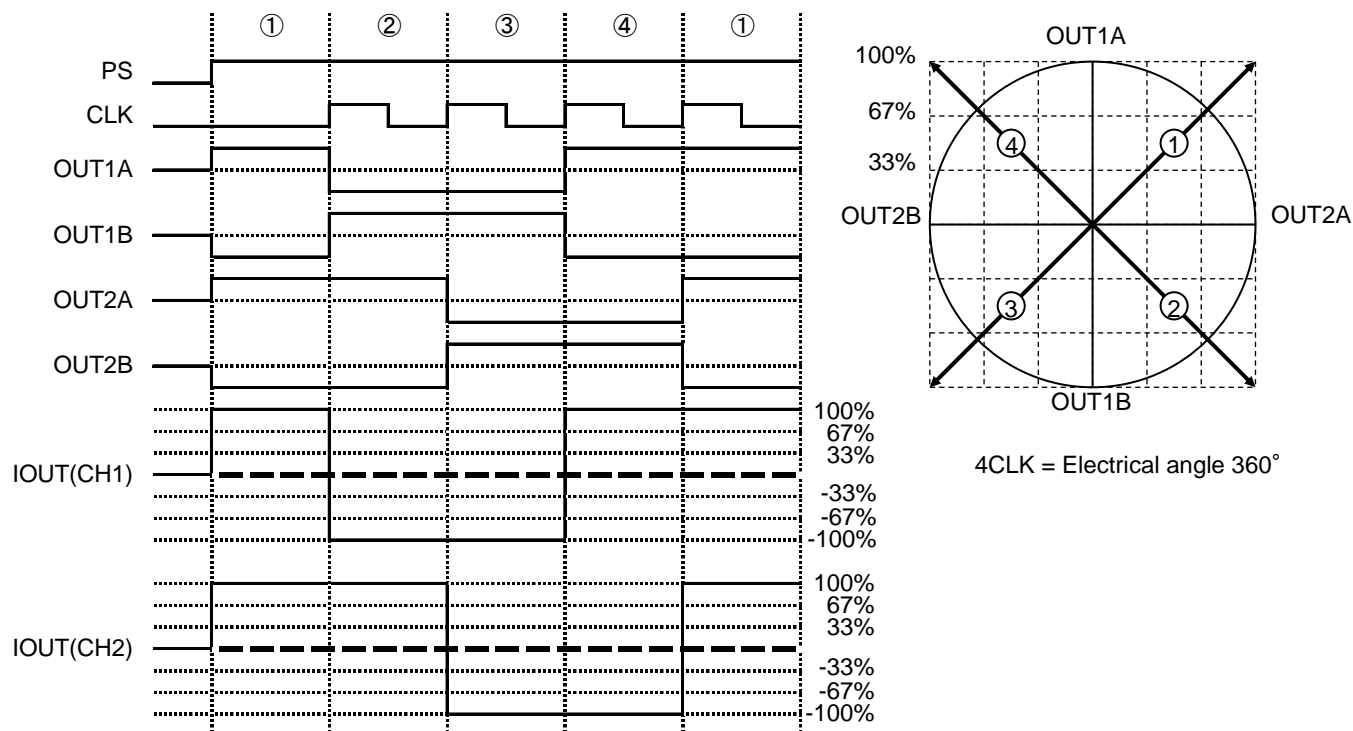 ① ② ③ ④ ①
PS
CLK
OUT1A
OUT1B
OUT2A
OUT2B
IOUT(CH1)
100%
67%
33%
-33%
-67%
-100%
IOUT(CH2)
100%
67%
33%
-33%
-67%
-100%
OUT1A
100%
67%
33%
④ ①
OUT2B OUT2A
③ ②
OUT1B
4CLK = Electrical angle 360°